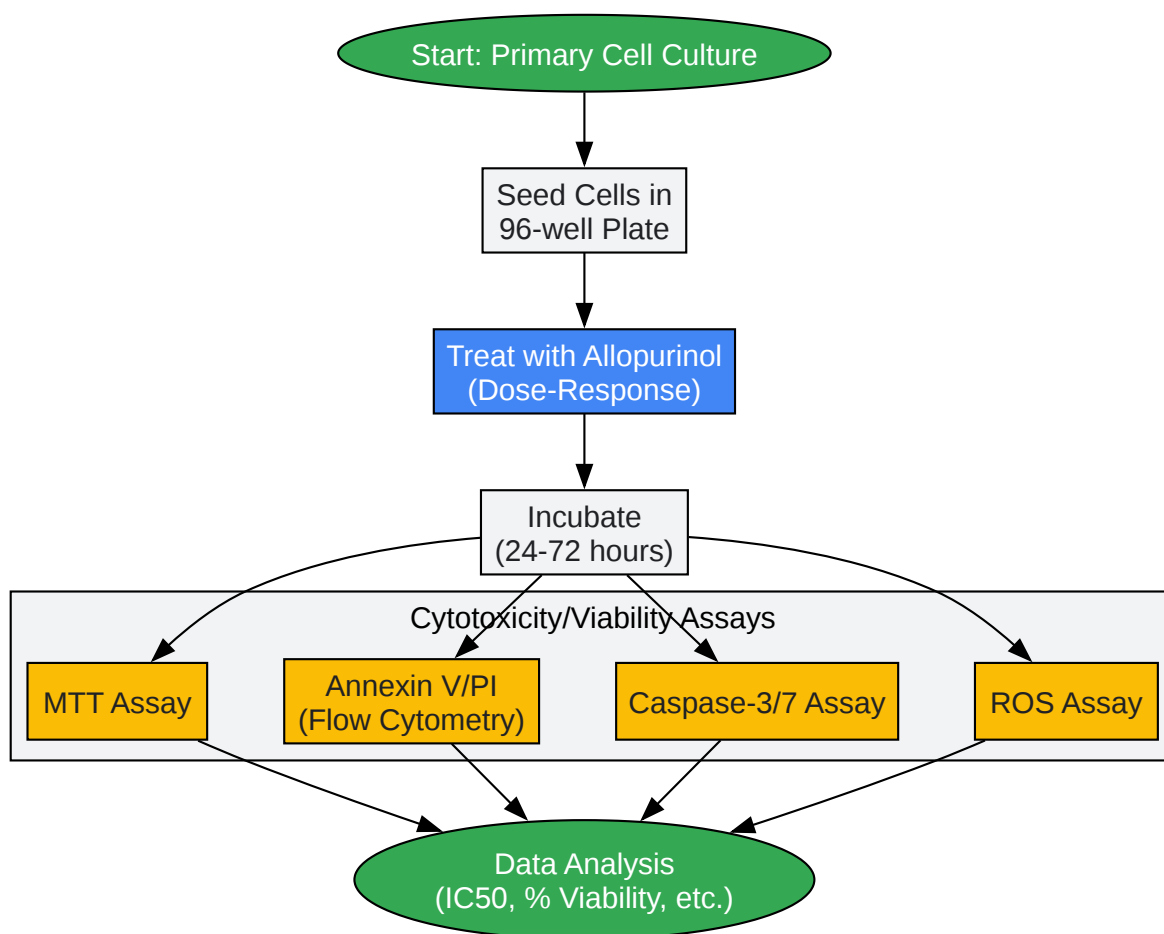 Start: Primary Cell Culture
Seed Cells in
96-well Plate
Treat with Allopurinol
(Dose-Response)
Incubate
(24-72 hours)
Cytotoxicity/Viability Assays
MTT Assay
Annexin V/PI
(Flow Cytometry)
Caspase-3/7 Assay
ROS Assay
Data Analysis
(IC50, % Viability, etc.)